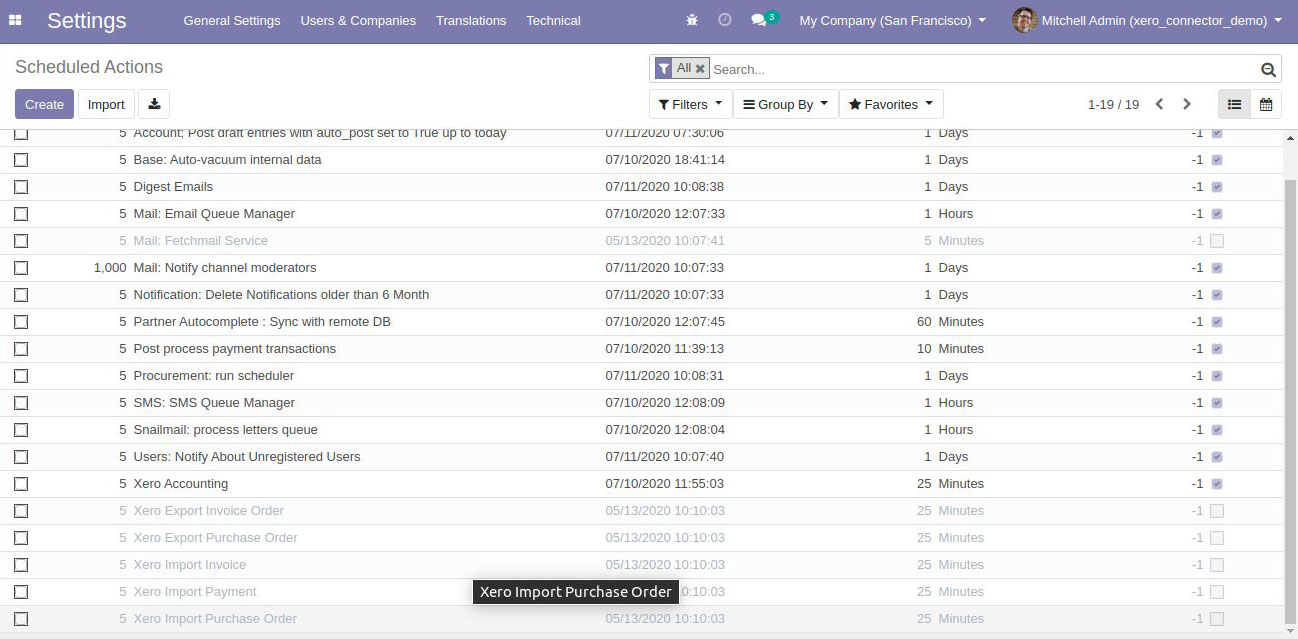 Settings General Settings Users & Companies Translations Technical 3 My Company (San Francisco) Mitchell Admin (xero_connector_demo)
Scheduled Actions All Search...
Create Import Filters Group By Favorites 1-19 / 19
5 Account; Post draft entries with auto_post set to True up to today 07/11/2020 07:30:06 1 Days -1
5 Base: Auto-vacuum internal data 07/10/2020 18:41:14 1 Days -1
5 Digest Emails 07/11/2020 10:08:38 1 Days -1
5 Mail: Email Queue Manager 07/10/2020 12:07:33 1 Hours -1
5 Mail: Fetchmail Service 05/13/2020 10:07:41 5 Minutes -1
1,000 Mail: Notify channel moderators 07/11/2020 10:07:33 1 Days -1
5 Notification: Delete Notifications older than 6 Month 07/11/2020 10:07:33 1 Days -1
5 Partner Autocomplete : Sync with remote DB 07/10/2020 12:07:45 60 Minutes -1
5 Post process payment transactions 07/10/2020 11:39:13 10 Minutes -1
5 Procurement: run scheduler 07/11/2020 10:08:31 1 Days -1
5 SMS: SMS Queue Manager 07/10/2020 12:08:09 1 Hours -1
5 Snailmail: process letters queue 07/10/2020 12:08:04 1 Hours -1
5 Users: Notify About Unregistered Users 07/11/2020 10:07:40 1 Days -1
5 Xero Accounting 07/10/2020 11:55:03 25 Minutes -1
5 Xero Export Invoice Order 05/13/2020 10:10:03 25 Minutes -1
5 Xero Export Purchase Order 05/13/2020 10:10:03 25 Minutes -1
5 Xero Import Invoice 05/13/2020 10:10:03 25 Minutes -1
5 Xero Import Payment Xero Import Purchase Order 0:10:03 25 Minutes -1
5 Xero Import Purchase Order 05/13/2020 10:10:03 25 Minutes -1